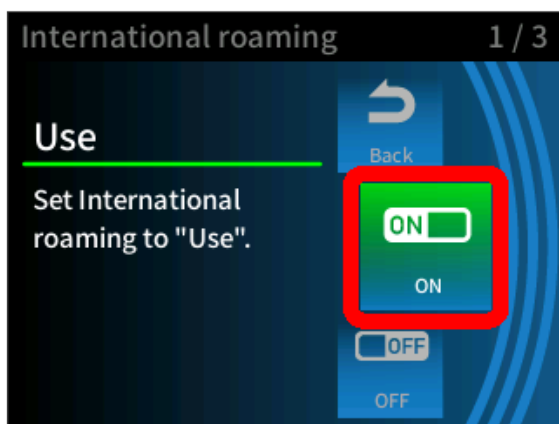 International roaming 1 / 3
Use
Set International
roaming to "Use".
Back
ON
ON
OFF
OFF